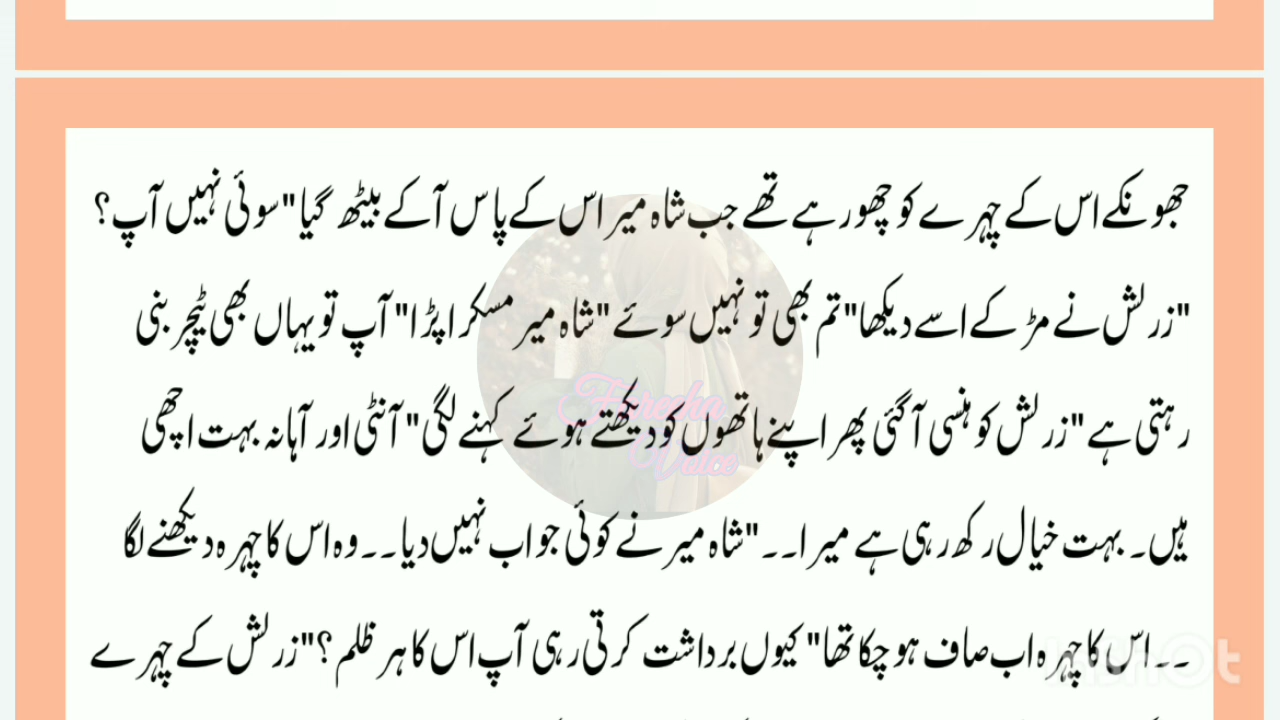 جھونکے اس کے چہرے کو چھو رہے تھے جب شاہ میر اس کے پاس آ کے بیٹھ گیا "سوئی نہیں آپ؟
"زرلش نے مڑ کے اسے دیکھا" تم بھی تو نہیں سوئے "شاہ میر مسکرا پڑا" آپ تو یہاں بھی ٹیچر بنی
رہتی ہے "زرلش کو ہنسی آ گئی پھر اپنے ہاتھوں کو دیکھتے ہوئے کہنے لگی" آنٹی اور آہانہ بہت اچھی
ہیں۔ بہت خیال رکھ رہی ہے میرا۔۔" شاہ میر نے کوئی جواب نہیں دیا۔۔ وہ اس کا چہرہ دیکھنے لگا
۔۔ اس کا چہرہ اب صاف ہو چکا تھا" کیوں برداشت کرتی رہی آپ اس کا ہر ظلم؟" زرلش کے چہرے
Fareeha
Voice